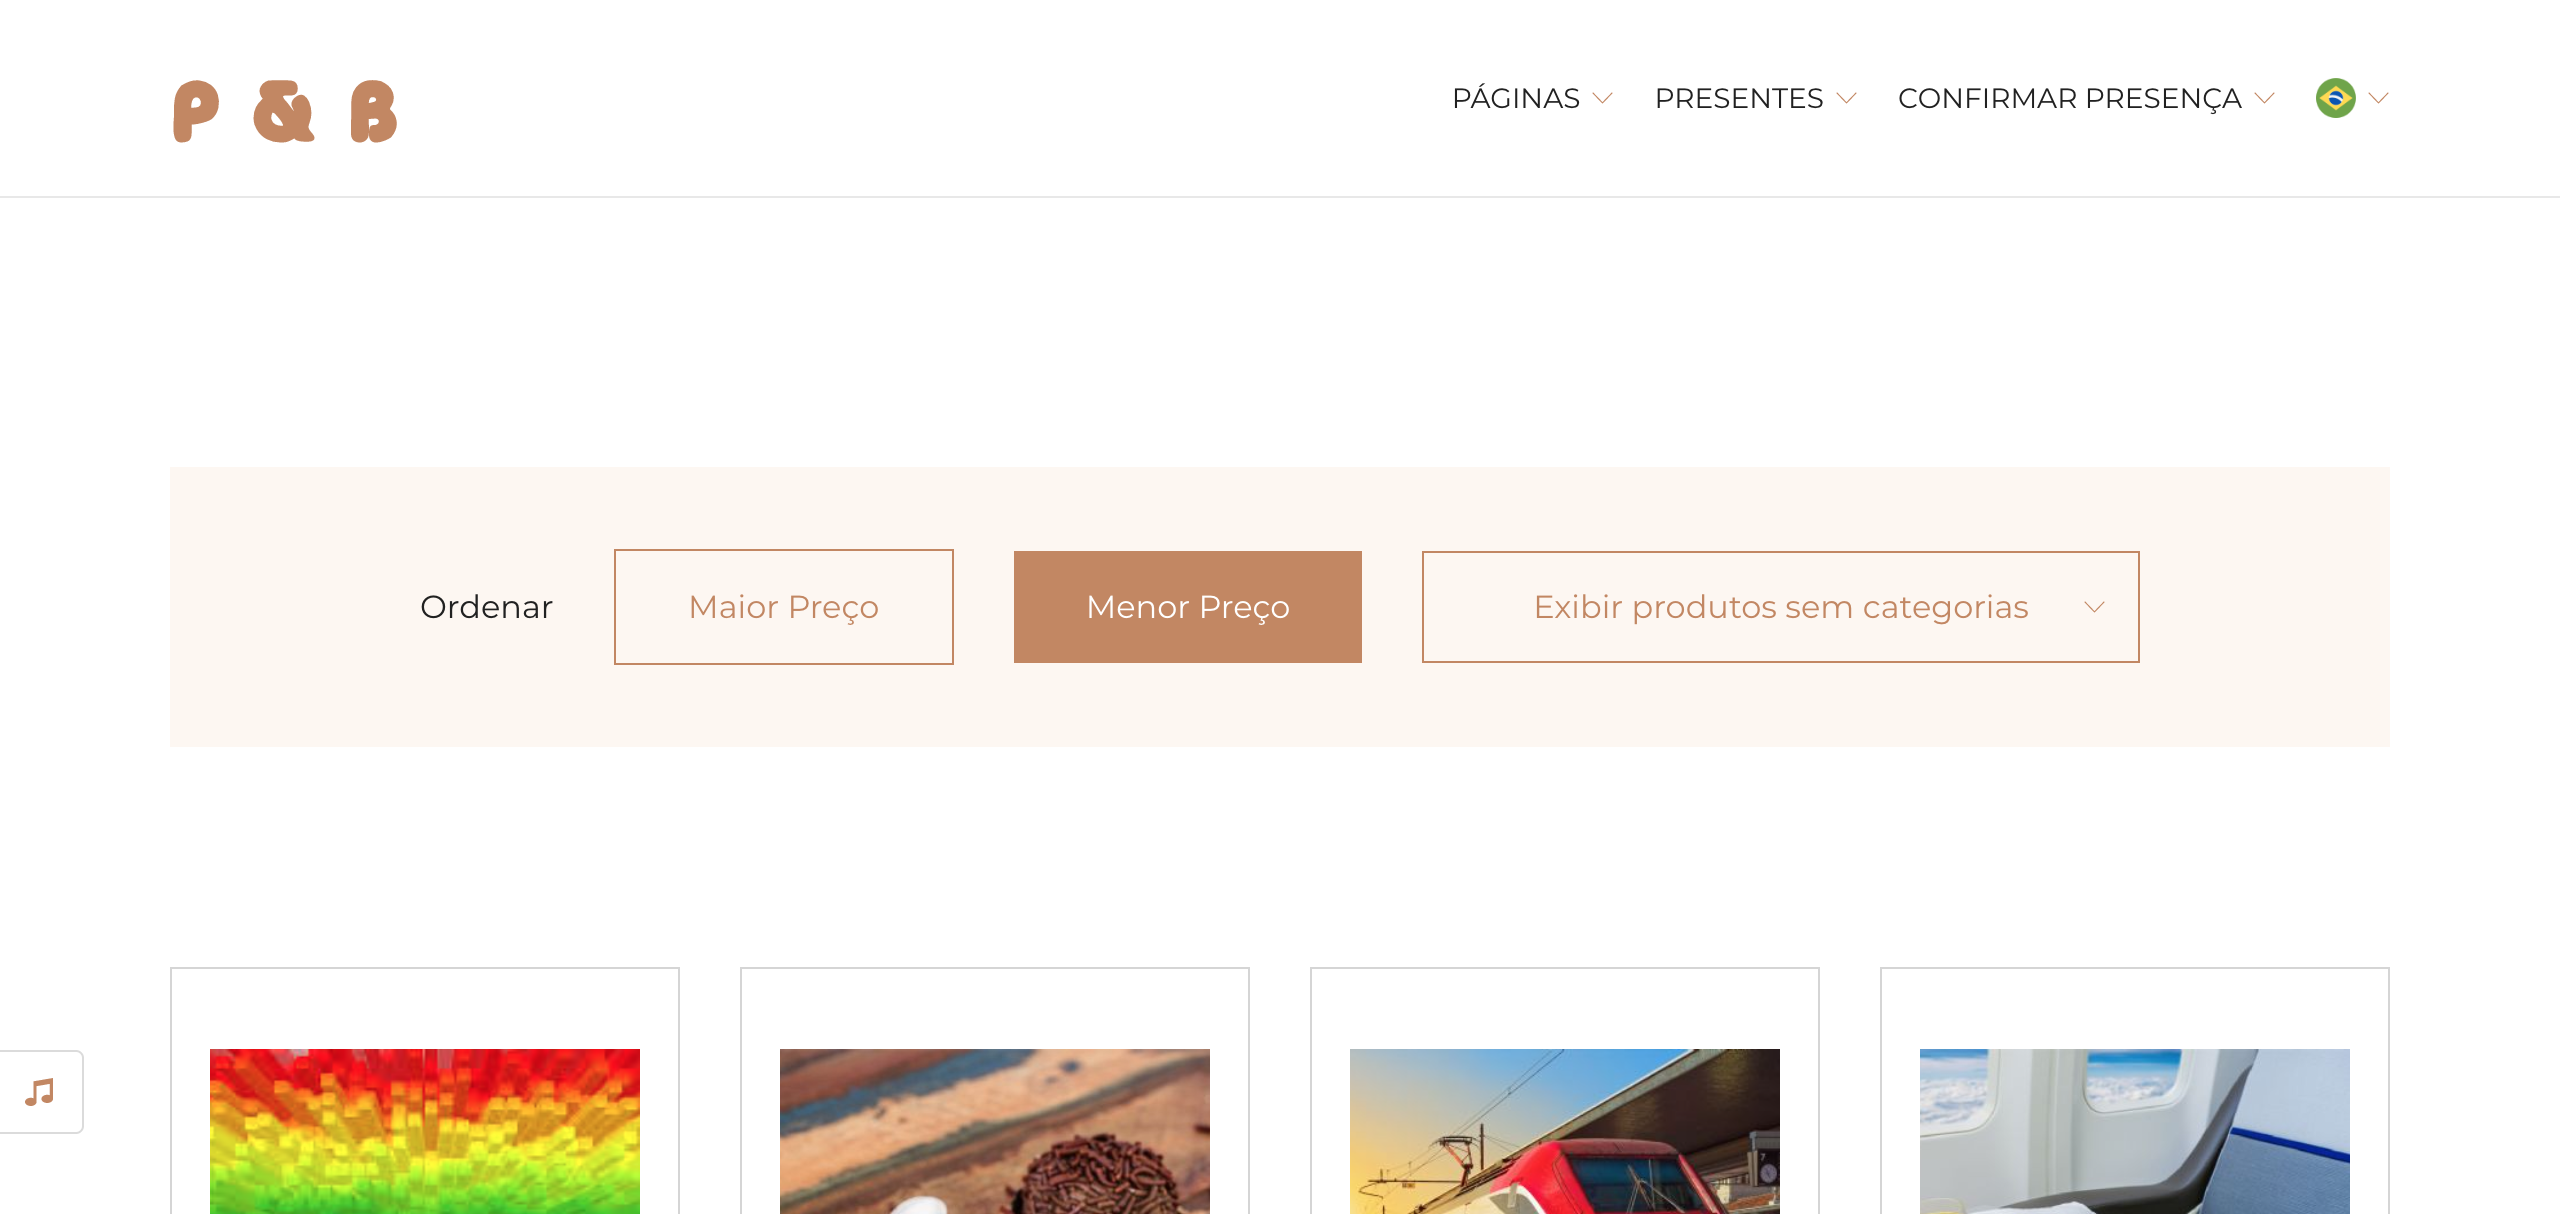 P & B
PÁGINAS
PRESENTES
CONFIRMAR PRESENÇA
Ordenar
Maior Preço
Menor Preço
Exibir produtos sem categorias